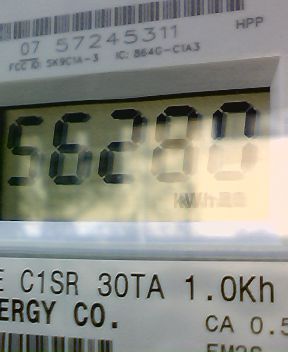 HPP
07 57245311
FCC ID: SK9C1A-3 IC: 864G-C1A3
56280
kWh
E C1SR 30TA 1.0Kh
ERGY CO.
CA 0.5